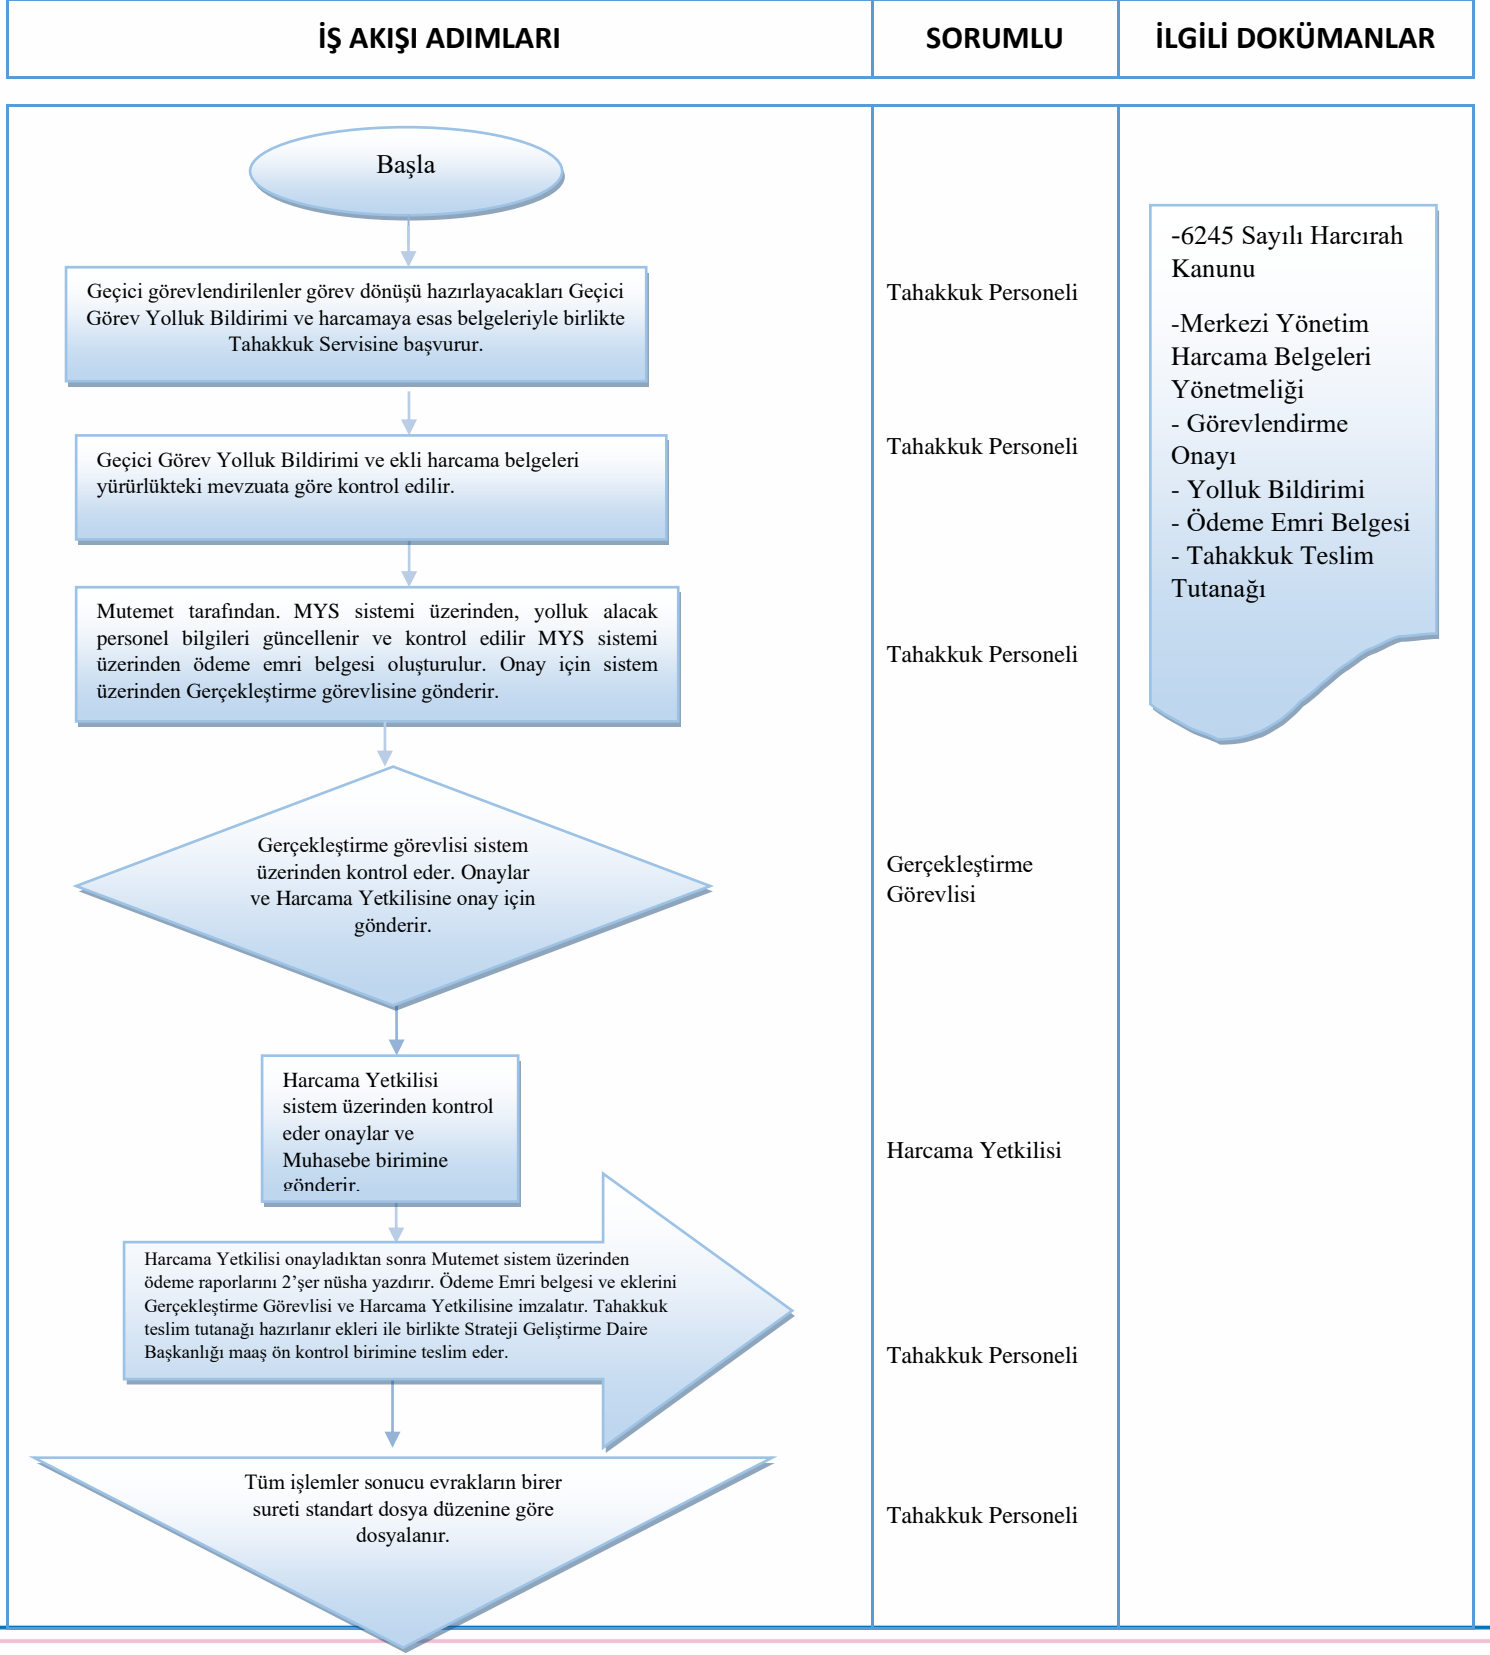 İŞ AKIŞI ADIMLARI
SORUMLU
İLGİLİ DOKÜMANLAR
Başla
Geçici görevlendirilenler görev dönüşü hazırlayacakları Geçici
Görev Yolluk Bildirimi ve harcamaya esas belgeleriyle birlikte
Tahakkuk Servisine başvurur.
Tahakkuk Personeli
Geçici Görev Yolluk Bildirimi ve ekli harcama belgeleri
yürürlükteki mevzuata göre kontrol edilir.
Tahakkuk Personeli
Mutemet tarafından. MYS sistemi üzerinden, yolluk alacak
personel bilgileri güncellenir ve kontrol edilir MYS sistemi
üzerinden ödeme emri belgesi oluşturulur. Onay için sistem
üzerinden Gerçekleştirme görevlisine gönderir.
Tahakkuk Personeli
Gerçekleştirme görevlisi sistem
üzerinden kontrol eder. Onaylar
ve Harcama Yetkilisine onay için
gönderir.
Gerçekleştirme
Görevlisi
Harcama Yetkilisi
sistem üzerinden kontrol
eder onaylar ve
Muhasebe birimine
gönderir.
Harcama Yetkilisi
Harcama Yetkilisi onayladıktan sonra Mutemet sistem üzerinden
ödeme raporlarını 2’şer nüsha yazdırır. Ödeme Emri belgesi ve eklerini
Gerçekleştirme Görevlisi ve Harcama Yetkilisine imzalatır. Tahakkuk
teslim tutanağı hazırlanır ekleri ile birlikte Strateji Geliştirme Daire
Başkanlığı maaş ön kontrol birimine teslim eder.
Tahakkuk Personeli
Tüm işlemler sonucu evrakların birer
sureti standart dosya düzenine göre
dosyalanır.
Tahakkuk Personeli
-6245 Sayılı Harcırah
Kanunu
-Merkezi Yönetim
Harcama Belgeleri
Yönetmeliği
- Görevlendirme
Onayı
- Yolluk Bildirimi
- Ödeme Emri Belgesi
- Tahakkuk Teslim
Tutanağı